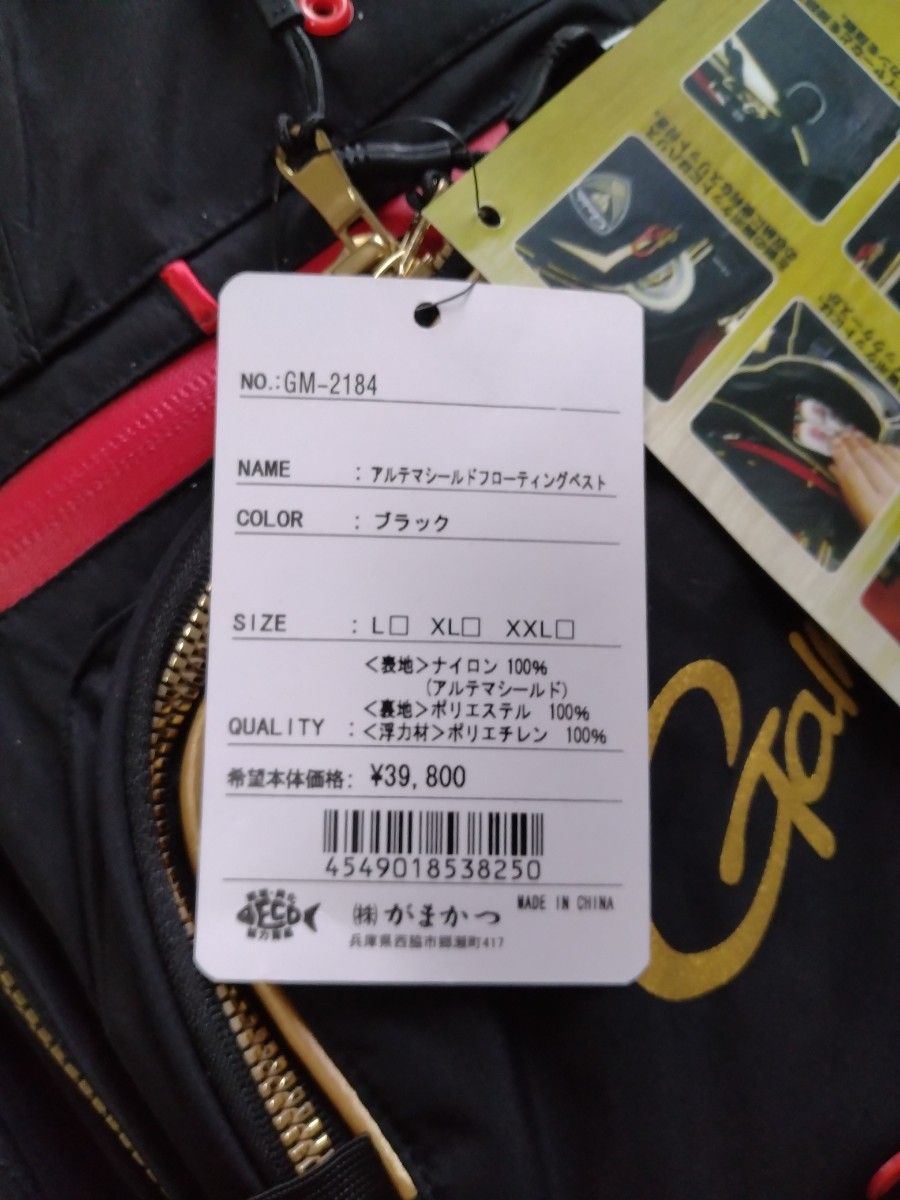 NO.:GM-2184
NAME : アルテマシールドフローティングベスト
COLOR : ブラック
SIZE : L□ XL□ XXL□
<表地>ナイロン 100%
(アルテマシールド)
<裏地>ポリエステル 100%
QUALITY : <浮力材>ポリエチレン 100%
希望本体価格: ¥39,800
4549018538250
FCD
MADE IN CHINA
(株)がまかつ
兵庫県西脇市郷瀬町417
Gam